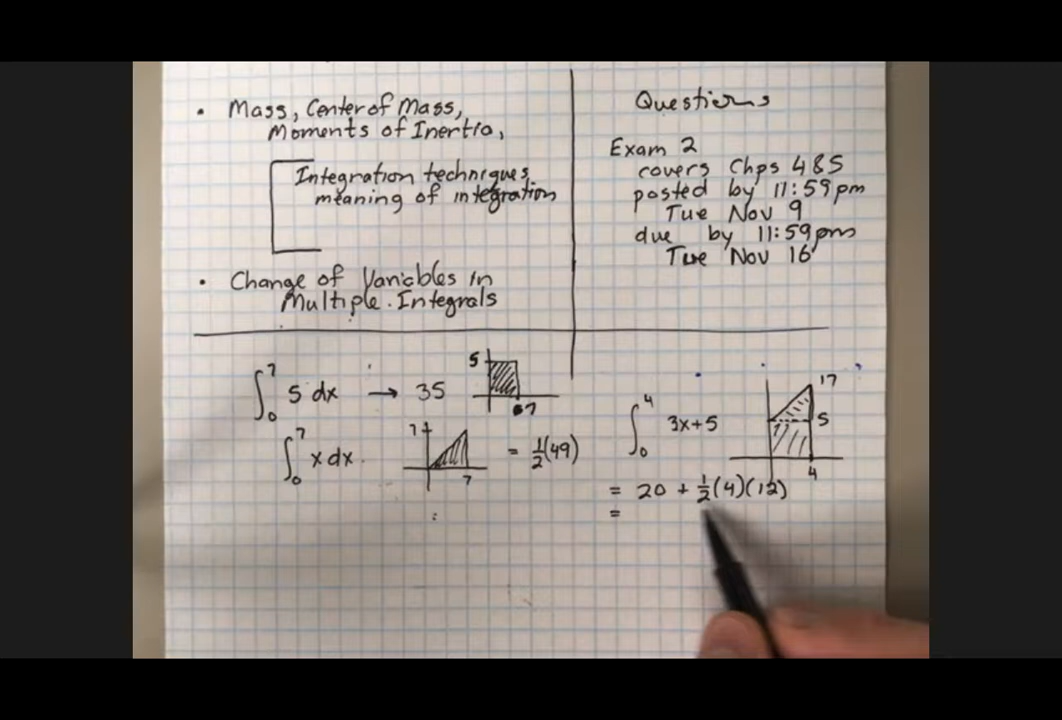 • Mass, Center of Mass,
Moments of Inertia,
Integration techniques,
meaning of integration
• Change of Variables in
Multiple Integrals
Questions
Exam 2
covers Chps 4&5
posted by 11:59pm
Tue Nov 9
due by 11:59pm
Tue Nov 16
∫₀⁷ 5 dx → 35
5
7
∫₀⁷ x dx.
7
7
= ½(49)
∫₀⁴ 3x+5
17
5
4
= 20 + ½(4)(12)
=